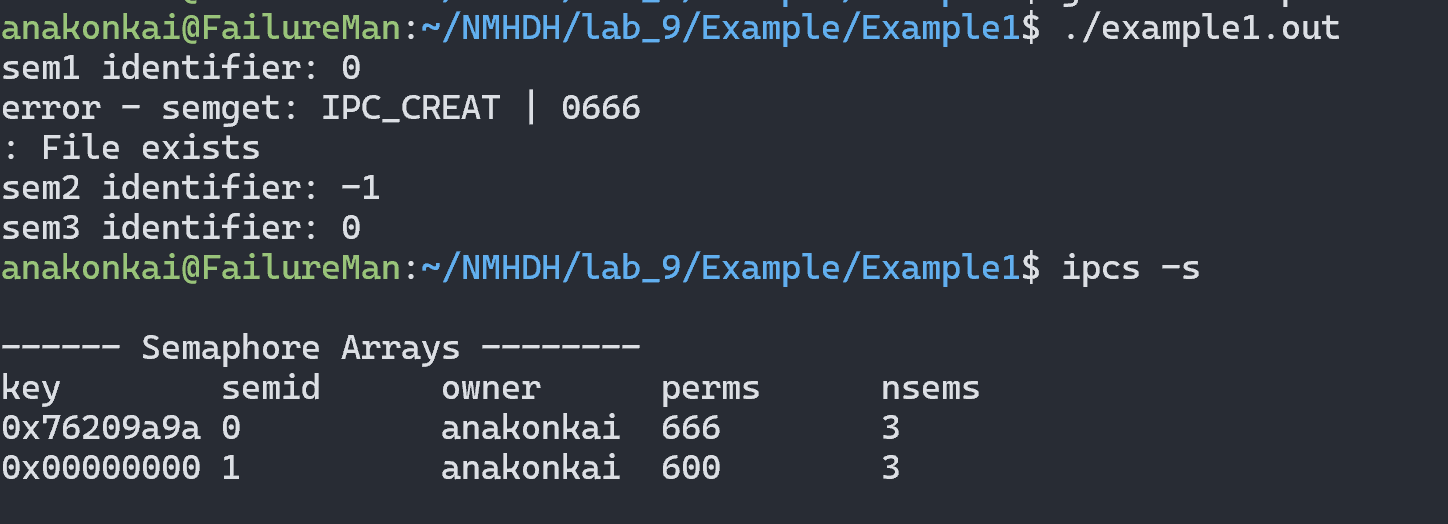 anakonkai@FailureMan:~/NMHDH/lab_9/Example/Example1$ ./example1.out
sem1 identifier: 0
error - semget: IPC_CREAT | 0666
: File exists
sem2 identifier: -1
sem3 identifier: 0
anakonkai@FailureMan:~/NMHDH/lab_9/Example/Example1$ ipcs -s
------ Semaphore Arrays --------
key semid owner perms nsems
0x76209a9a 0 anakonkai 666 3
0x00000000 1 anakonkai 600 3